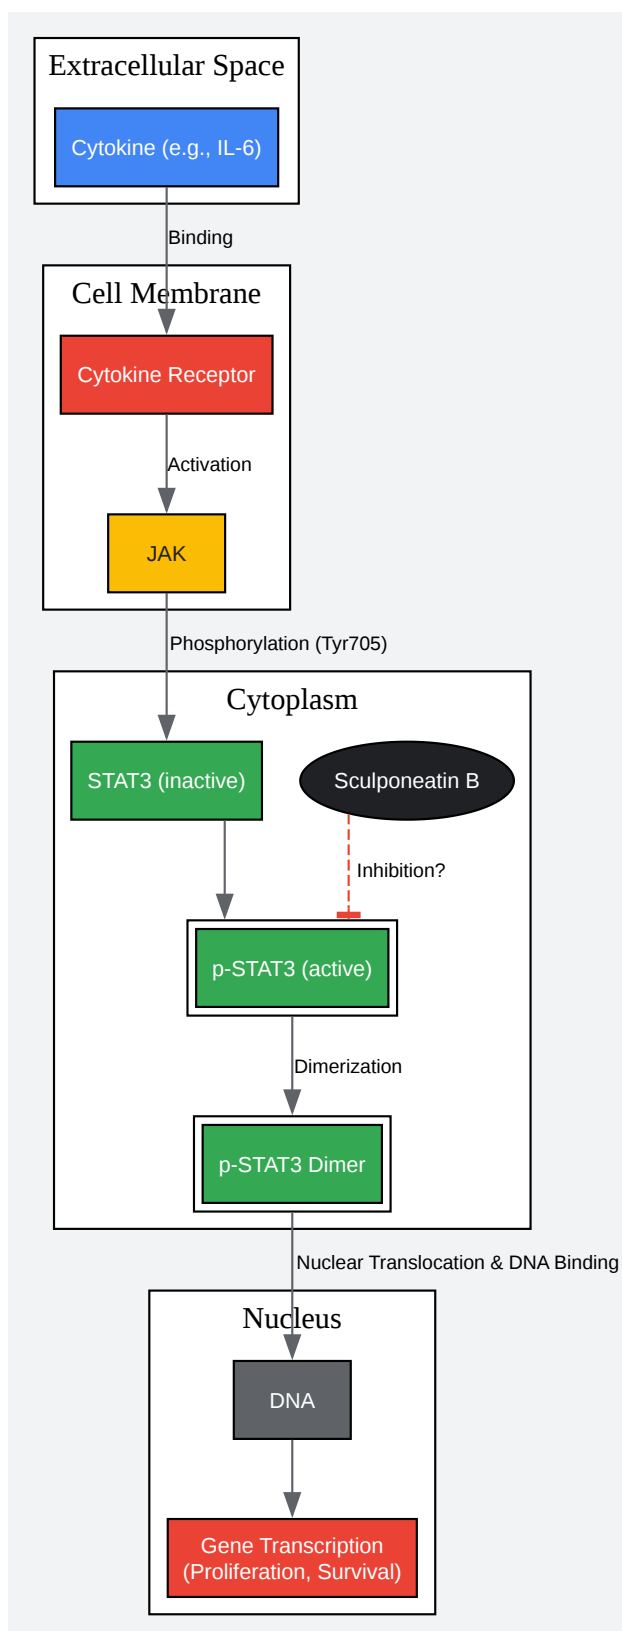 Extracellular Space
Cytokine (e.g., IL-6)
Binding
Cell Membrane
Cytokine Receptor
Activation
JAK
Phosphorylation (Tyr705)
Cytoplasm
STAT3 (inactive)
Sculponeatin B
Inhibition?
p-STAT3 (active)
Dimerization
p-STAT3 Dimer
Nuclear Translocation & DNA Binding
Nucleus
DNA
Gene Transcription
(Proliferation, Survival)